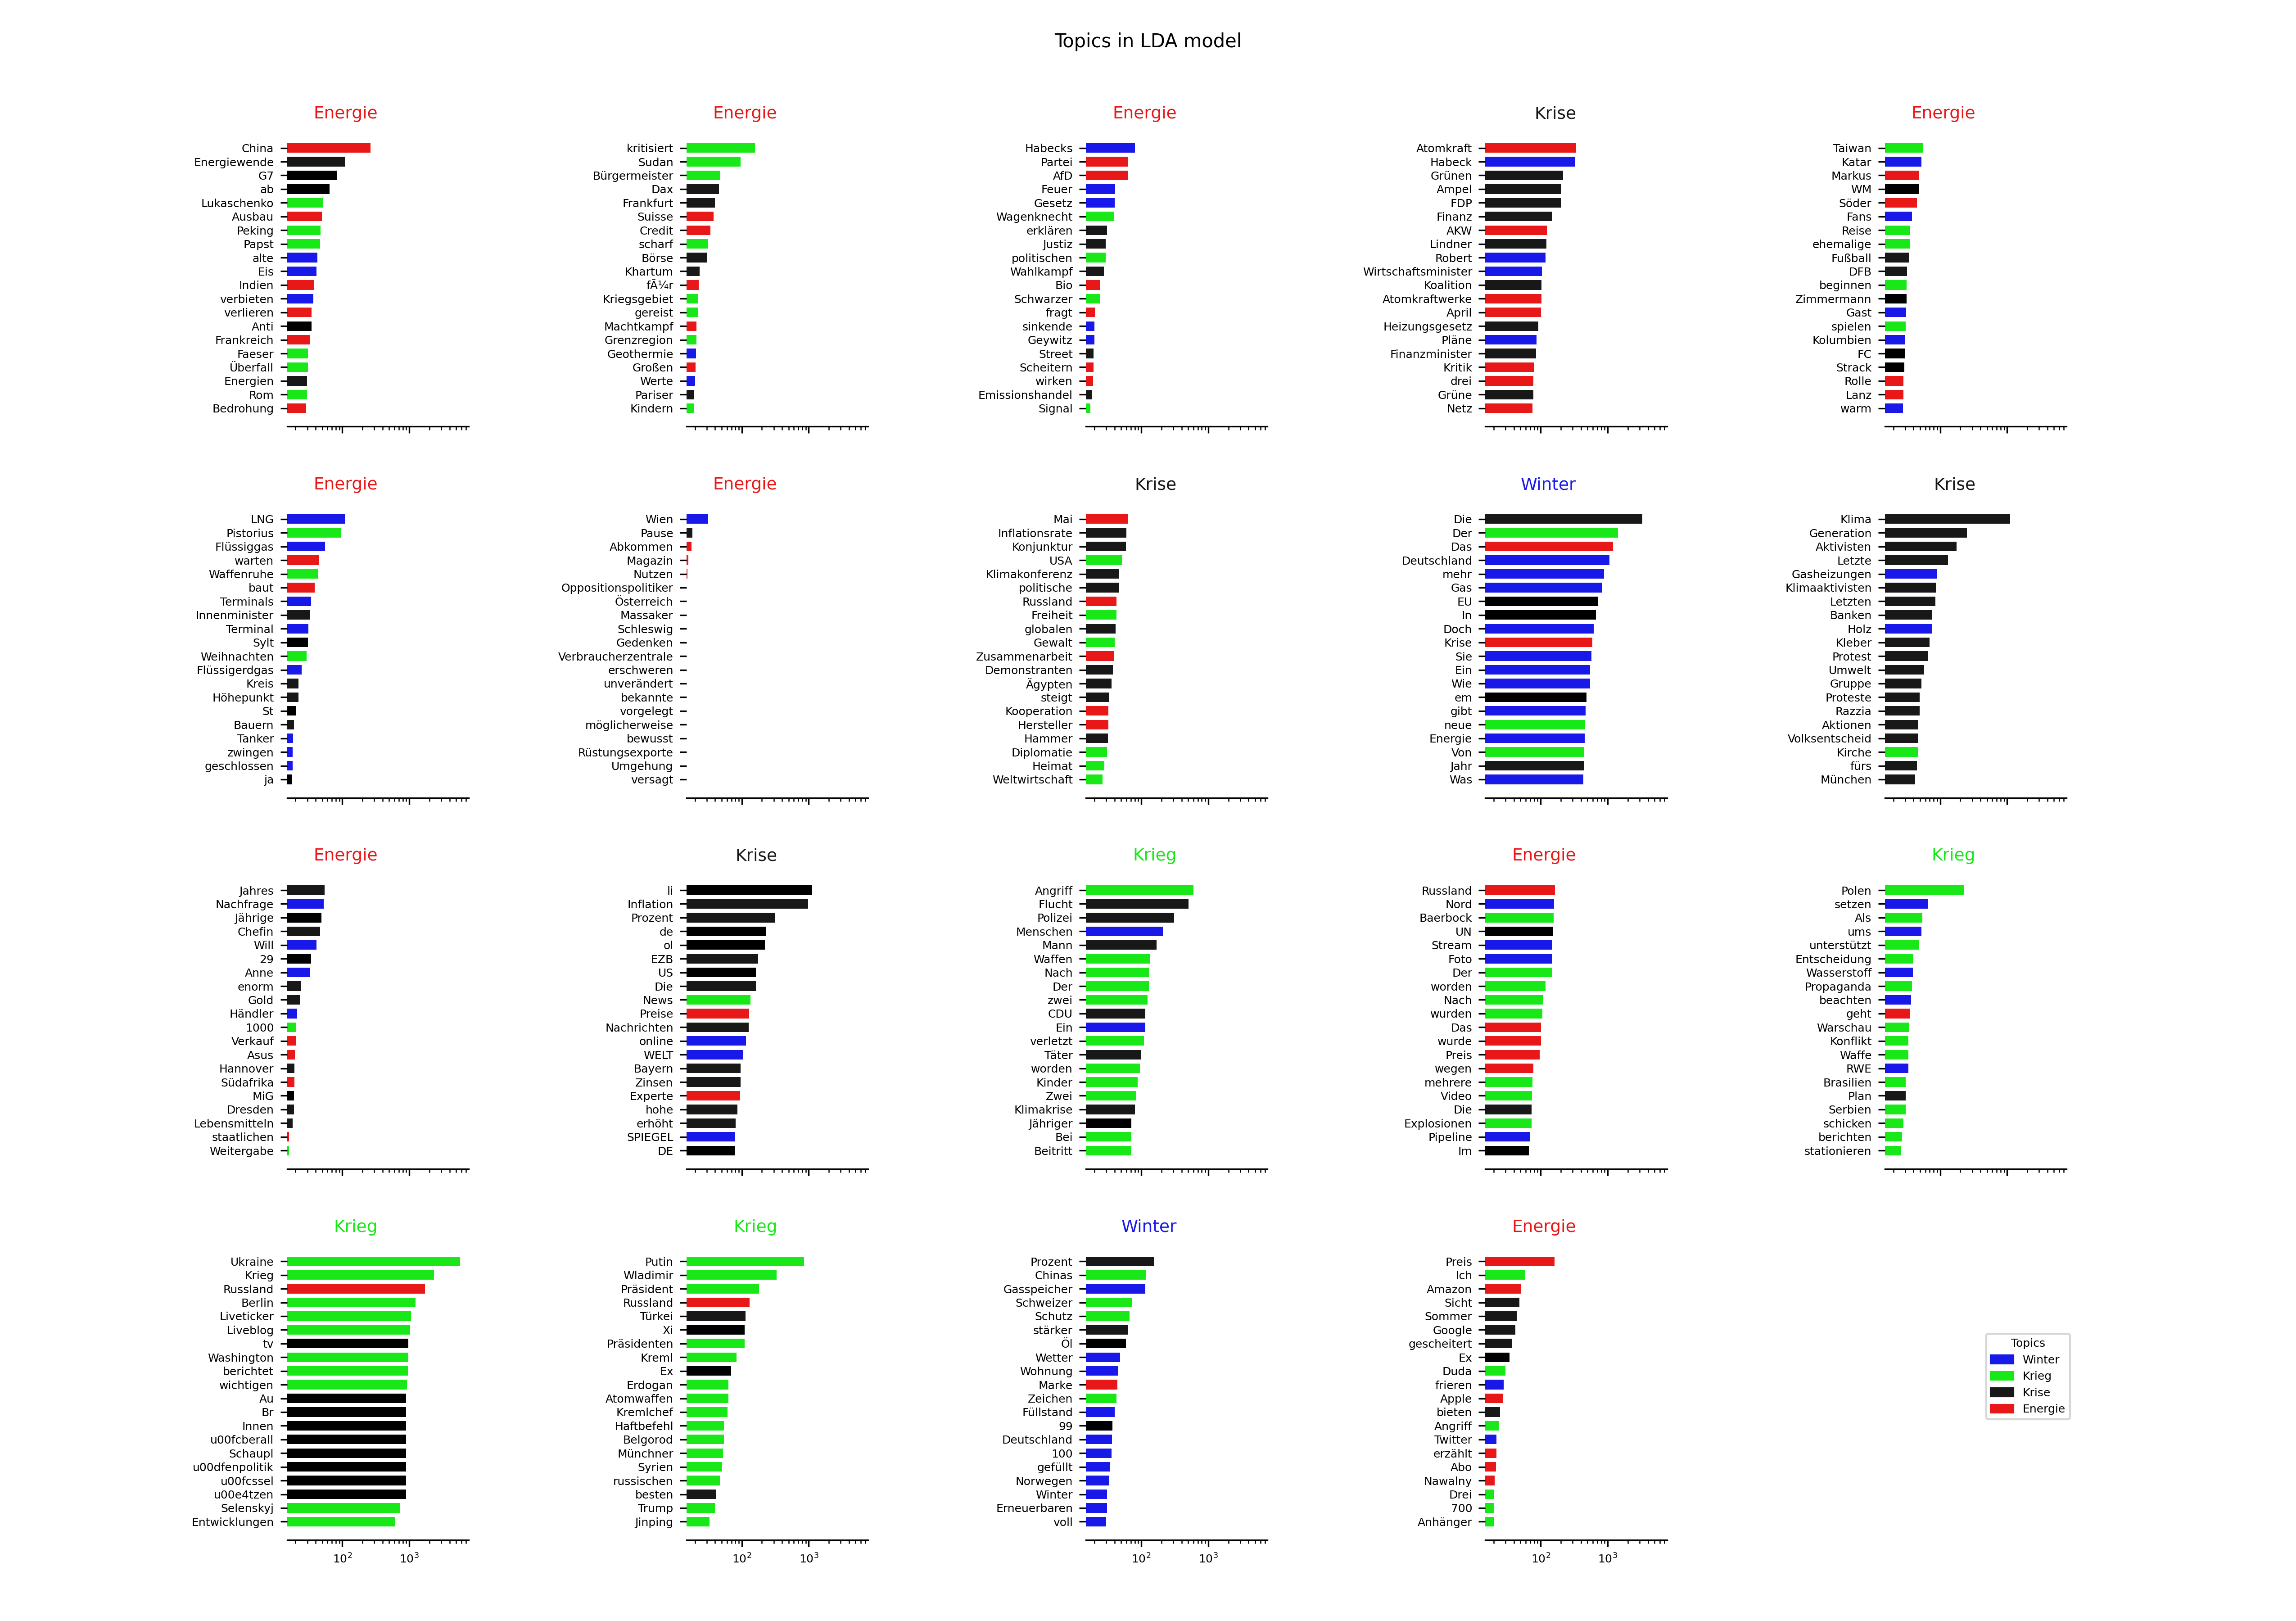 Topics in LDA model
Energie
China
Energiewende
G7
ab
Lukaschenko
Ausbau
Peking
Papst
alte
Eis
Indien
verbieten
verlieren
Anti
Frankreich
Faeser
Überfall
Energien
Rom
Bedrohung
Energie
kritisiert
Sudan
Bürgermeister
Dax
Frankfurt
Suisse
Credit
scharf
Börse
Khartum
fÃ¼r
Kriegsgebiet
gereist
Machtkampf
Grenzregion
Geothermie
Großen
Werte
Pariser
Kindern
Energie
Habecks
Partei
AfD
Feuer
Gesetz
Wagenknecht
erklären
Justiz
politischen
Wahlkampf
Bio
Schwarzer
fragt
sinkende
Geywitz
Street
Scheitern
wirken
Emissionshandel
Signal
Krise
Atomkraft
Habeck
Grünen
Ampel
FDP
Finanz
AKW
Lindner
Robert
Wirtschaftsminister
Koalition
Atomkraftwerke
April
Heizungsgesetz
Pläne
Finanzminister
Kritik
drei
Grüne
Netz
Energie
Taiwan
Katar
Markus
WM
Söder
Fans
Reise
ehemalige
Fußball
DFB
beginnen
Zimmermann
Gast
spielen
Kolumbien
FC
Strack
Rolle
Lanz
warm
Energie
LNG
Pistorius
Flüssiggas
warten
Waffenruhe
baut
Terminals
Innenminister
Terminal
Sylt
Weihnachten
Flüssigerdgas
Kreis
Höhepunkt
St
Bauern
Tanker
zwingen
geschlossen
ja
Energie
Wien
Pause
Abkommen
Magazin
Nutzen
Oppositionspolitiker
Österreich
Massaker
Schleswig
Gedenken
Verbraucherzentrale
erschweren
unverändert
bekannte
vorgelegt
möglicherweise
bewusst
Rüstungsexporte
Umgehung
versagt
Krise
Mai
Inflationsrate
Konjunktur
USA
Klimakonferenz
politische
Russland
Freiheit
globalen
Gewalt
Zusammenarbeit
Demonstranten
Ägypten
steigt
Kooperation
Hersteller
Hammer
Diplomatie
Heimat
Weltwirtschaft
Winter
Die
Der
Das
Deutschland
mehr
Gas
EU
In
Doch
Krise
Sie
Ein
Wie
em
gibt
neue
Energie
Von
Jahr
Was
Krise
Klima
Generation
Aktivisten
Letzte
Gasheizungen
Klimaaktivisten
Letzten
Banken
Holz
Kleber
Protest
Umwelt
Gruppe
Proteste
Razzia
Aktionen
Volksentscheid
Kirche
fürs
München
Energie
Jahres
Nachfrage
Jährige
Chefin
Will
29
Anne
enorm
Gold
Händler
1000
Verkauf
Asus
Hannover
Südafrika
MiG
Dresden
Lebensmitteln
staatlichen
Weitergabe
Krise
li
Inflation
Prozent
de
ol
EZB
US
Die
News
Preise
Nachrichten
online
WELT
Bayern
Zinsen
Experte
hohe
erhöht
SPIEGEL
DE
Krieg
Angriff
Flucht
Polizei
Menschen
Mann
Waffen
Nach
Der
zwei
CDU
Ein
verletzt
Täter
worden
Kinder
Zwei
Klimakrise
Jähriger
Bei
Beitritt
Energie
Russland
Nord
Baerbock
UN
Stream
Foto
Der
worden
Nach
wurden
Das
wurde
Preis
wegen
mehrere
Video
Die
Explosionen
Pipeline
Im
Krieg
Polen
setzen
Als
ums
unterstützt
Entscheidung
Wasserstoff
Propaganda
beachten
geht
Warschau
Konflikt
Waffe
RWE
Brasilien
Plan
Serbien
schicken
berichten
stationieren
Krieg
Ukraine
Krieg
Russland
Berlin
Liveticker
Liveblog
tv
Washington
berichtet
wichtigen
Au
Br
Innen
u00fcberall
Schaupl
u00dfenpolitik
u00fcssel
u00e4tzen
Selenskyj
Entwicklungen
10²
10³
Krieg
Putin
Wladimir
Präsident
Russland
Türkei
Xi
Präsidenten
Kreml
Ex
Erdogan
Atomwaffen
Kremlchef
Haftbefehl
Belgorod
Münchner
Syrien
russischen
besten
Trump
Jinping
10²
10³
Winter
Prozent
Chinas
Gasspeicher
Schweizer
Schutz
stärker
Öl
Wetter
Wohnung
Marke
Zeichen
Füllstand
99
Deutschland
100
gefüllt
Norwegen
Winter
Erneuerbaren
voll
10²
10³
Energie
Preis
Ich
Amazon
Sicht
Sommer
Google
gescheitert
Ex
Duda
frieren
Apple
bieten
Angriff
Twitter
erzählt
Abo
Nawalny
Drei
700
Anhänger
10²
10³
Topics
Winter
Krieg
Krise
Energie